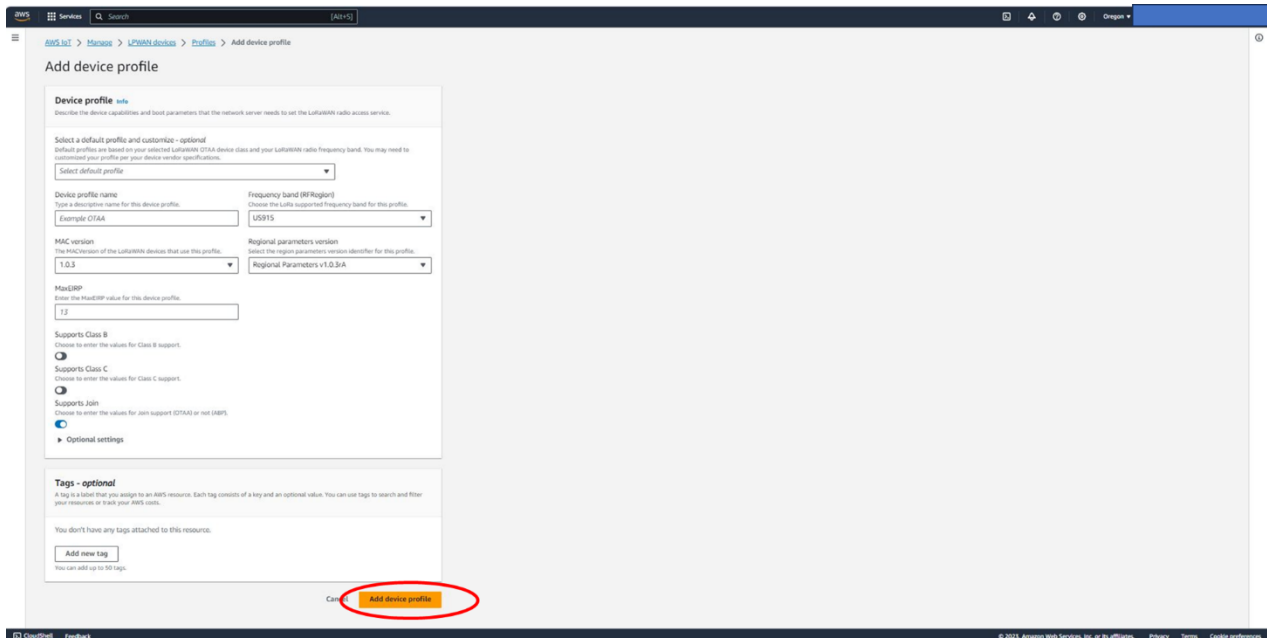 aws
Services
Search
[Alt+S]
Oregon
AWS IoT > Manage > LPWAN devices > Profiles > Add device profile
Add device profile
Device profile Info
Describe the device capabilities and boot parameters that the network server needs to set the LoRaWAN radio access service.
Select a default profile and customize - optional
Default profiles are based on your selected LoRaWAN OTAA device class and your LoRaWAN radio frequency band. You may need to
customized your profile per your device vendor specifications.
Select default profile
Device profile name
Type a descriptive name for this device profile.
Example OTAA
Frequency band (RFRegion)
Choose the LoRa supported frequency band for this profile.
US915
MAC version
The MACVersion of the LoRaWAN devices that use this profile.
1.0.3
Regional parameters version
Select the region parameters version identifier for this profile.
Regional Parameters v1.0.3rA
MaxEIRP
Enter the MaxEIRP value for this device profile.
15
Supports Class B
Choose to enter the values for Class B support.
Supports Class C
Choose to enter the values for Class C support.
Supports Join
Choose to enter the values for Join support (OTAA) or not (ABP).
Optional settings
Tags - optional
A tag is a label that you assign to an AWS resource. Each tag consists of a key and an optional value. You can use tags to search and filter
your resources or track your AWS costs.
You don't have any tags attached to this resource.
Add new tag
You can add up to 50 tags.
Cancel
Add device profile
CloudShell
Feedback
© 2023, Amazon Web Services, Inc. or its affiliates.
Privacy
Terms
Cookie preferences